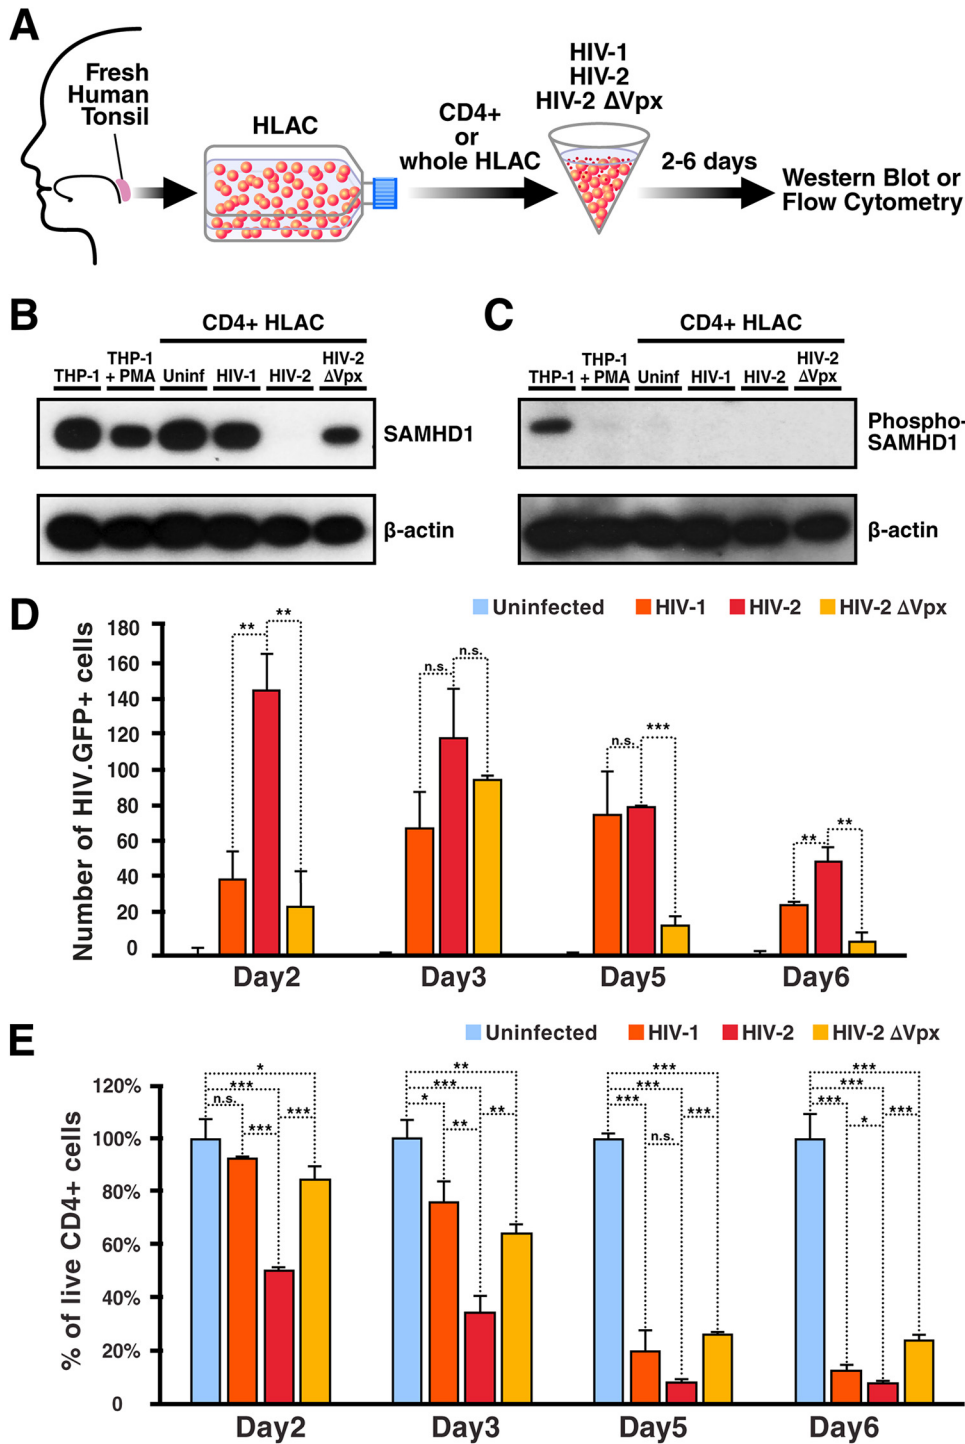 A
Fresh
Human
Tonsil
HLAC
CD4+
or
whole HLAC
HIV-1
HIV-2
HIV-2 ΔVpx
2-6 days
Western Blot or
Flow Cytometry
B
CD4+ HLAC
THP-1
THP-1
+ PMA
Uninf
HIV-1
HIV-2
HIV-2
ΔVpx
SAMHD1
β-actin
C
CD4+ HLAC
THP-1
THP-1
+ PMA
Uninf
HIV-1
HIV-2
HIV-2
ΔVpx
Phospho-
SAMHD1
β-actin
D
Uninfected HIV-1 HIV-2 HIV-2 ΔVpx
Number of HIV.GFP+ cells
180
160
140
120
100
80
60
40
20
0
** **
n.s. n.s.
n.s. ***
** **
Day2 Day3 Day5 Day6
E
Uninfected HIV-1 HIV-2 HIV-2 ΔVpx
% of live CD4+ cells
120%
100%
80%
60%
40%
20%
0
*
***
n.s.
***
***
**
***
*
**
**
***
***
***
***
n.s.
***
***
***
***
*
Day2 Day3 Day5 Day6